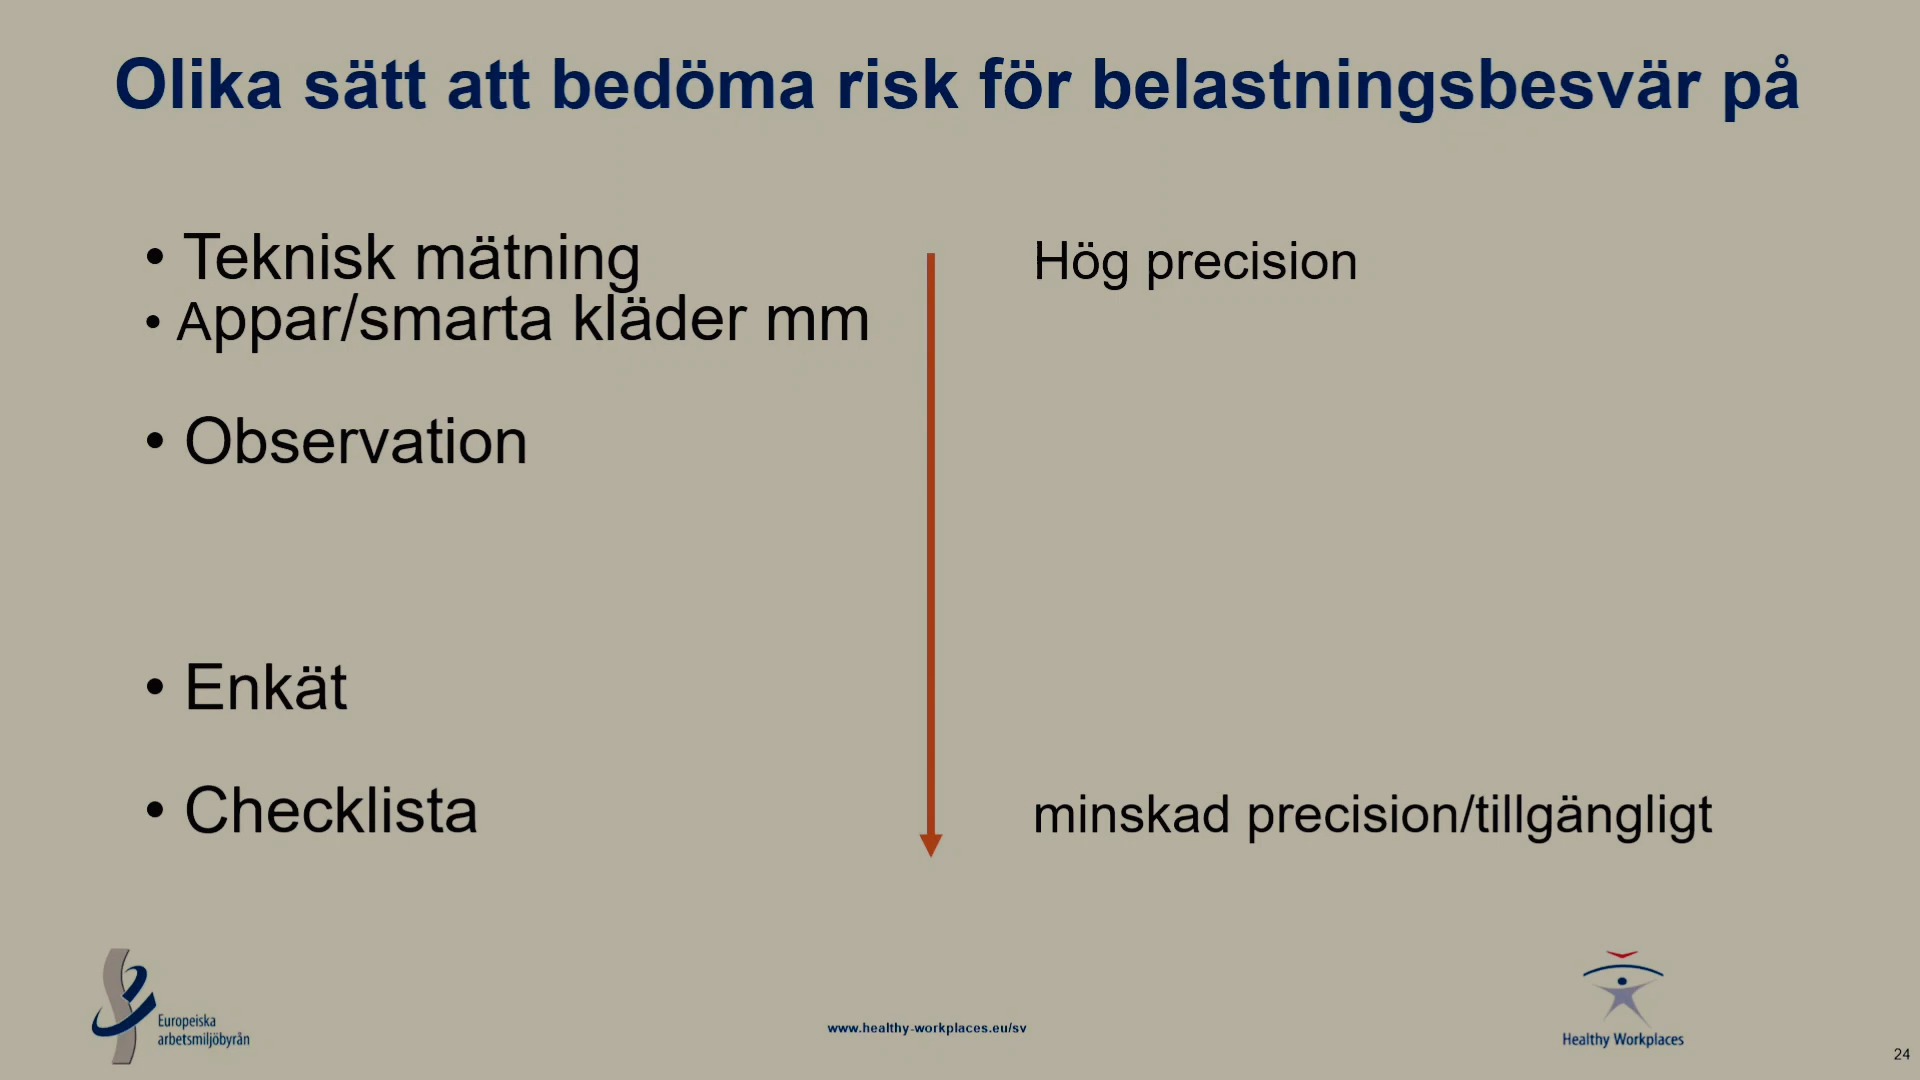 Olika sätt att bedöma risk för belastningsbesvär på
• Teknisk mätning
Hög precision
• Appar/smarta kläder mm
• Observation
• Enkät
• Checklista
minskad precision/tillgängligt
Europeiska
arbetsmiljöbyrån
www.healthy-workplaces.eu/sv
Healthy Workplaces
24